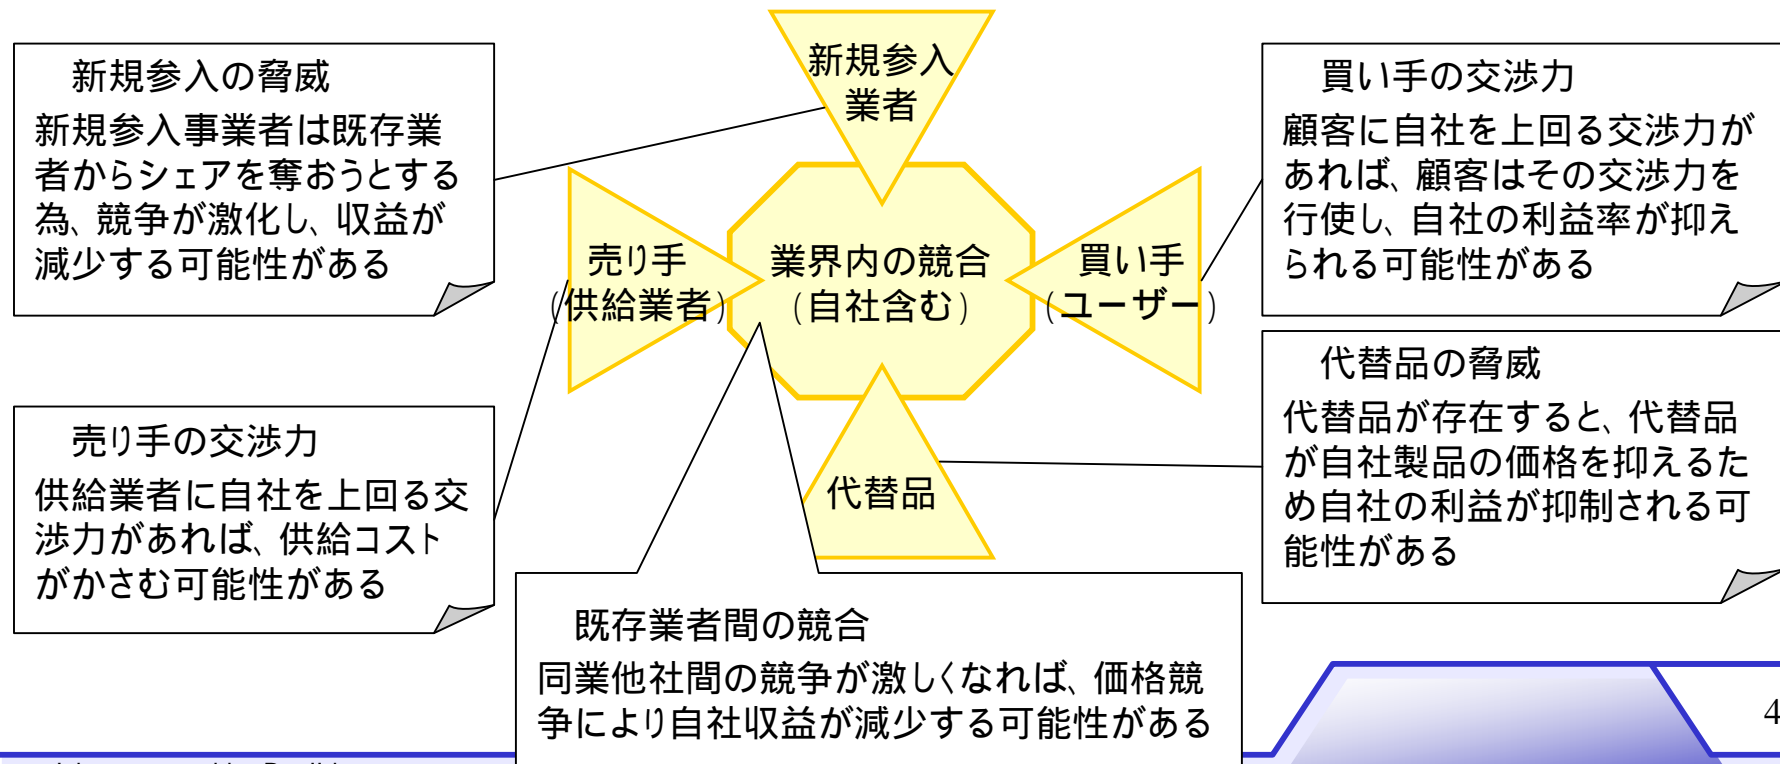 新規参入の脅威
新規参入事業者は既存業
者からシェアを奪おうとする
為、競争が激化し、収益が
減少する可能性がある
新規参入
業者
買い手の交渉力
顧客に自社を上回る交渉力が
あれば、顧客はその交渉力を
行使し、自社の利益率が抑え
られる可能性がある
売り手
(供給業者)
業界内の競合
(自社含む)
買い手
(ユーザー)
代替品の脅威
代替品が存在すると、代替品
が自社製品の価格を抑えるた
め自社の利益が抑制される可
能性がある
売り手の交渉力
供給業者に自社を上回る交
渉力があれば、供給コスト
がかさむ可能性がある
代替品
既存業者間の競合
同業他社間の競争が激しくなれば、価格競
争により自社収益が減少する可能性がある
4